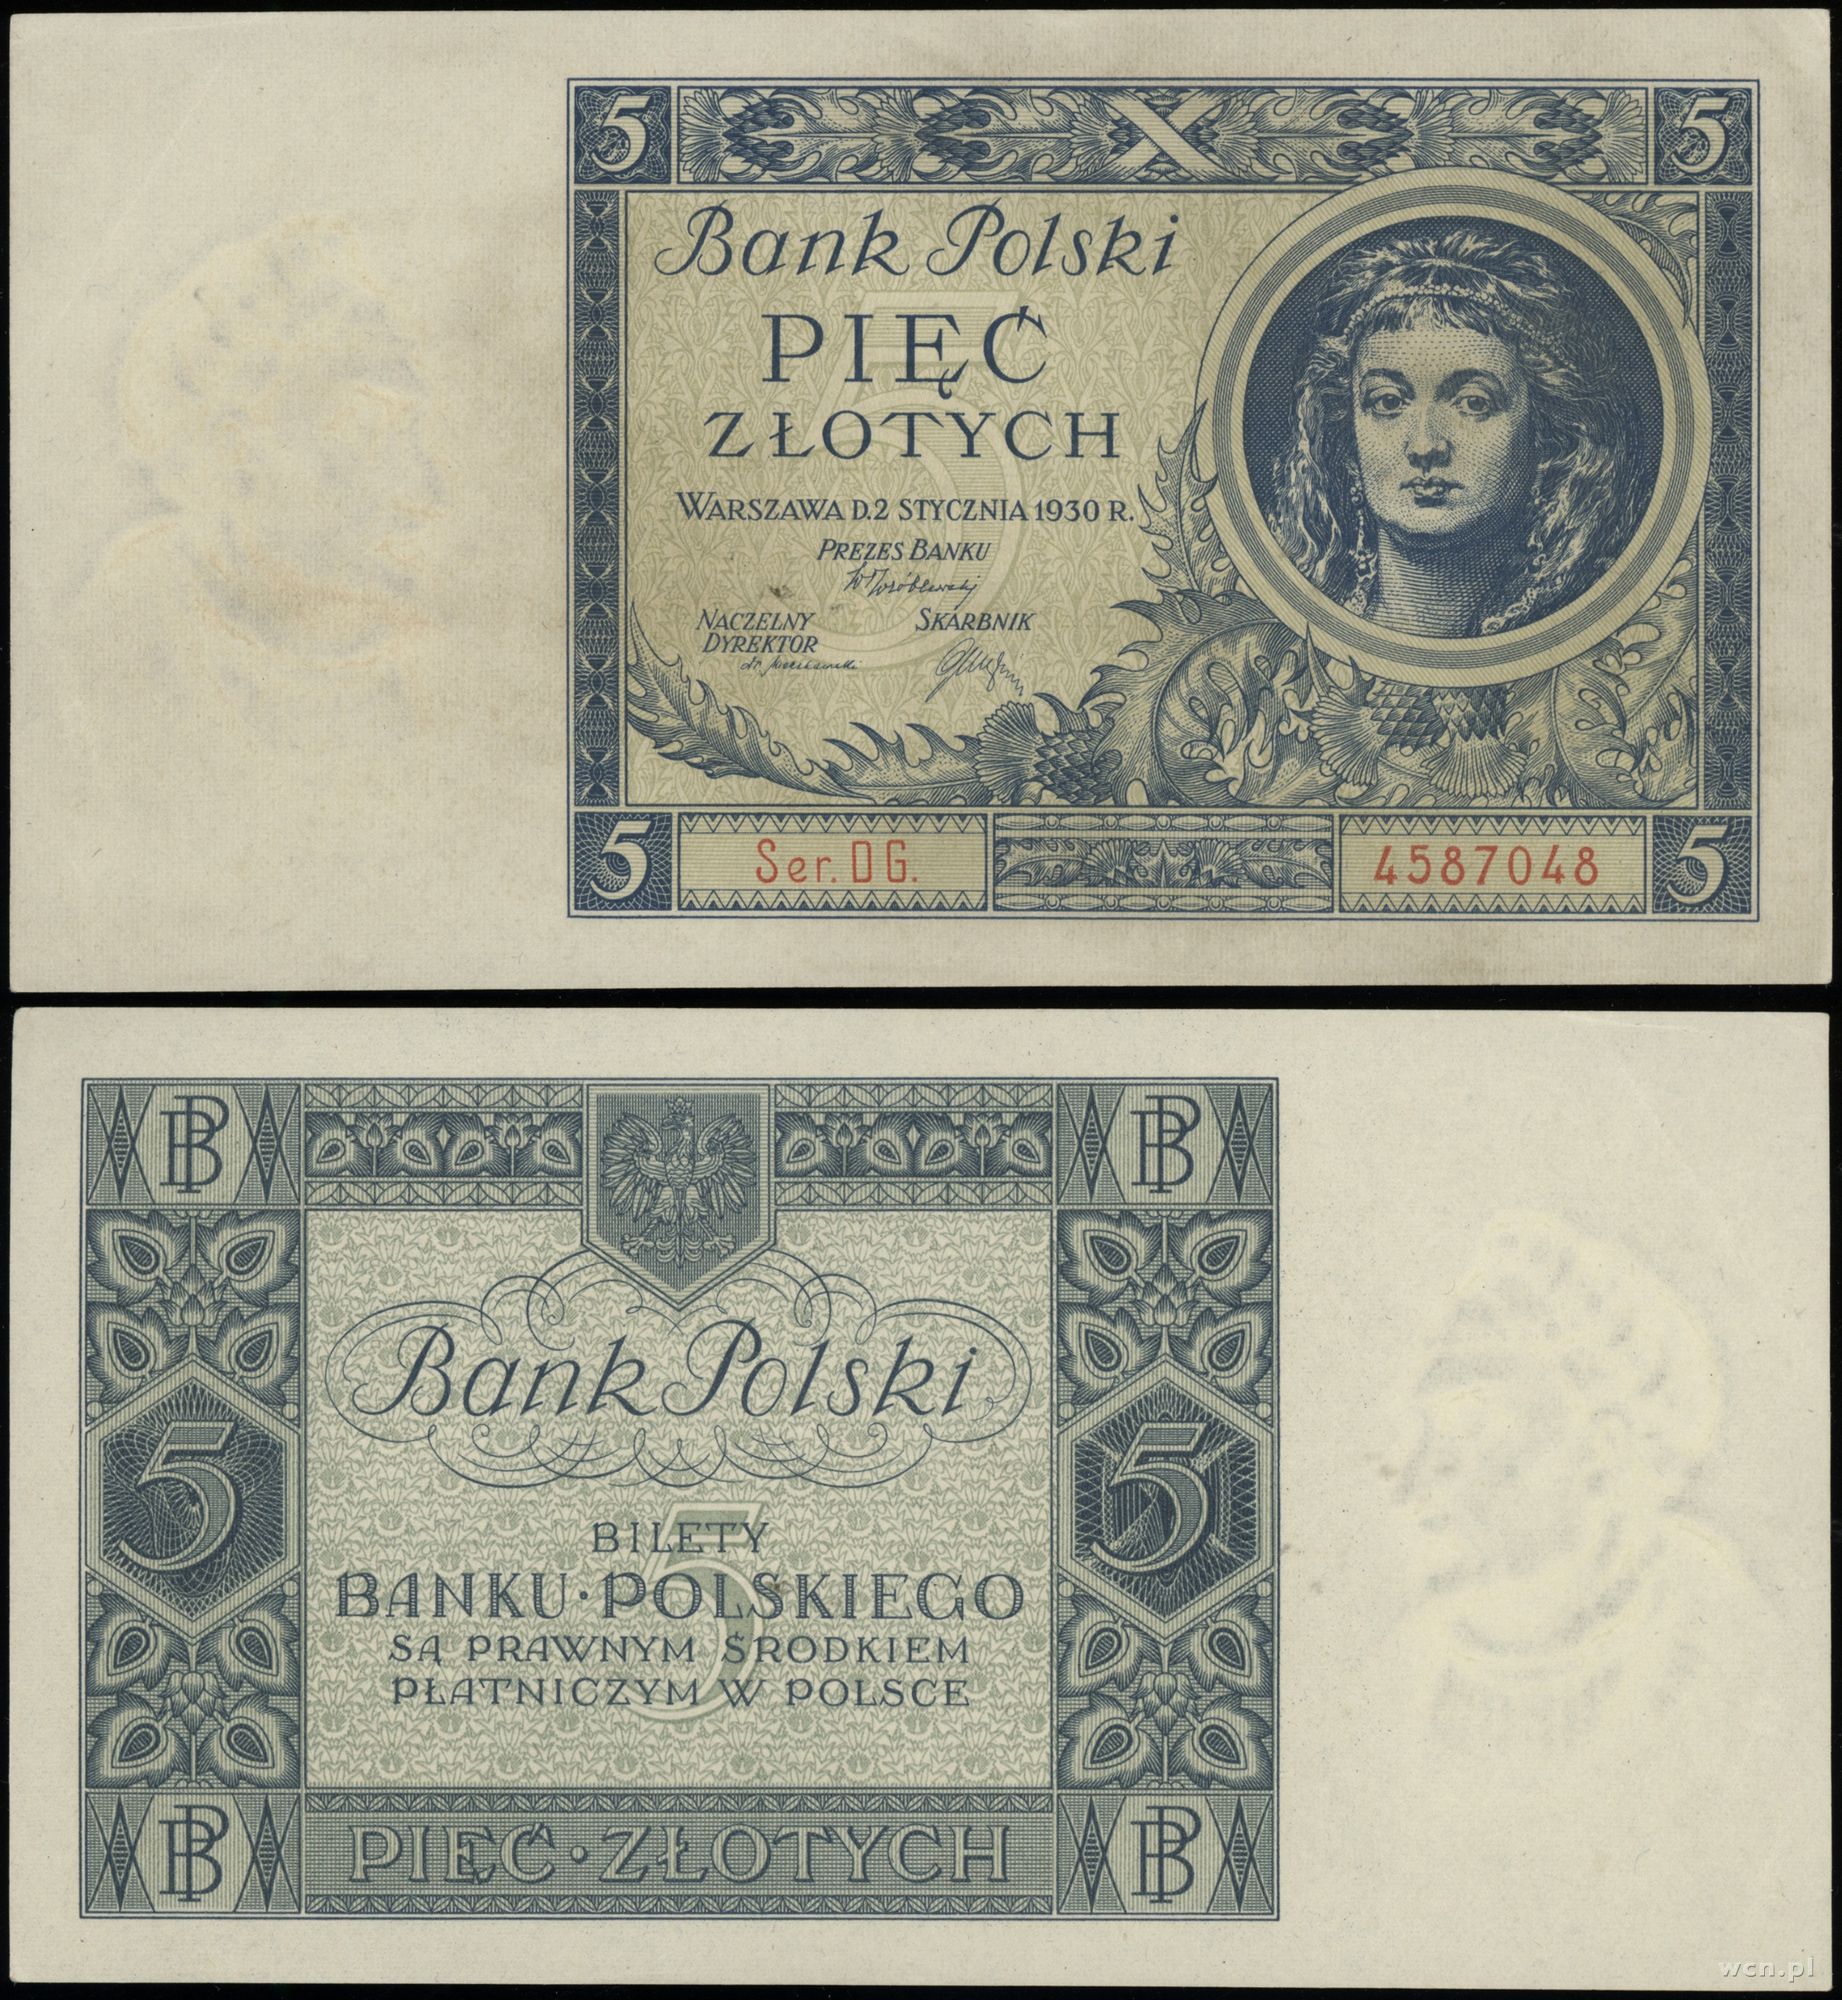 5 5
Bank Polski
PIĘĆ
ZŁOTYCH
WARSZAWA D. 2 STYCZNIA 1930 R.
PREZES BANKU
NACZELNY SKARBNIK
DYREKTOR
5 Ser. DG. 4587048 5
BP BP
Bank Polski
5 5
BILETY
BANKU·POLSKIEGO
5
SĄ PRAWNYM ŚRODKIEM
PŁATNICZYM W POLSCE
BP PIĘĆ·ZŁOTYCH BP
wcn.pl